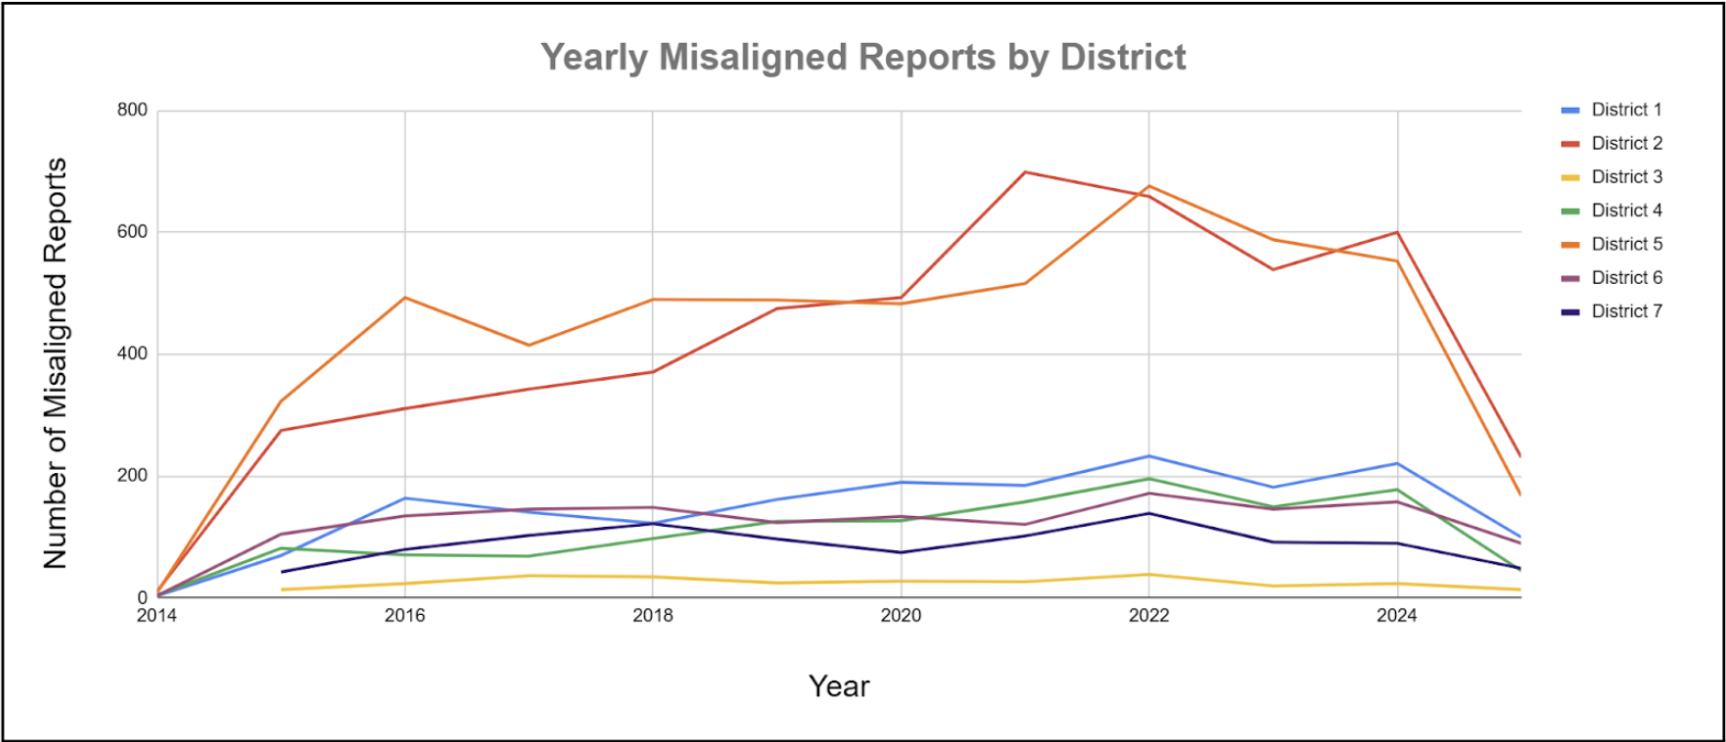 Yearly Misaligned Reports by District
Number of Misaligned Reports
800
600
400
200
0
2014
2016
2018
2020
2022
2024
Year
District 1
District 2
District 3
District 4
District 5
District 6
District 7